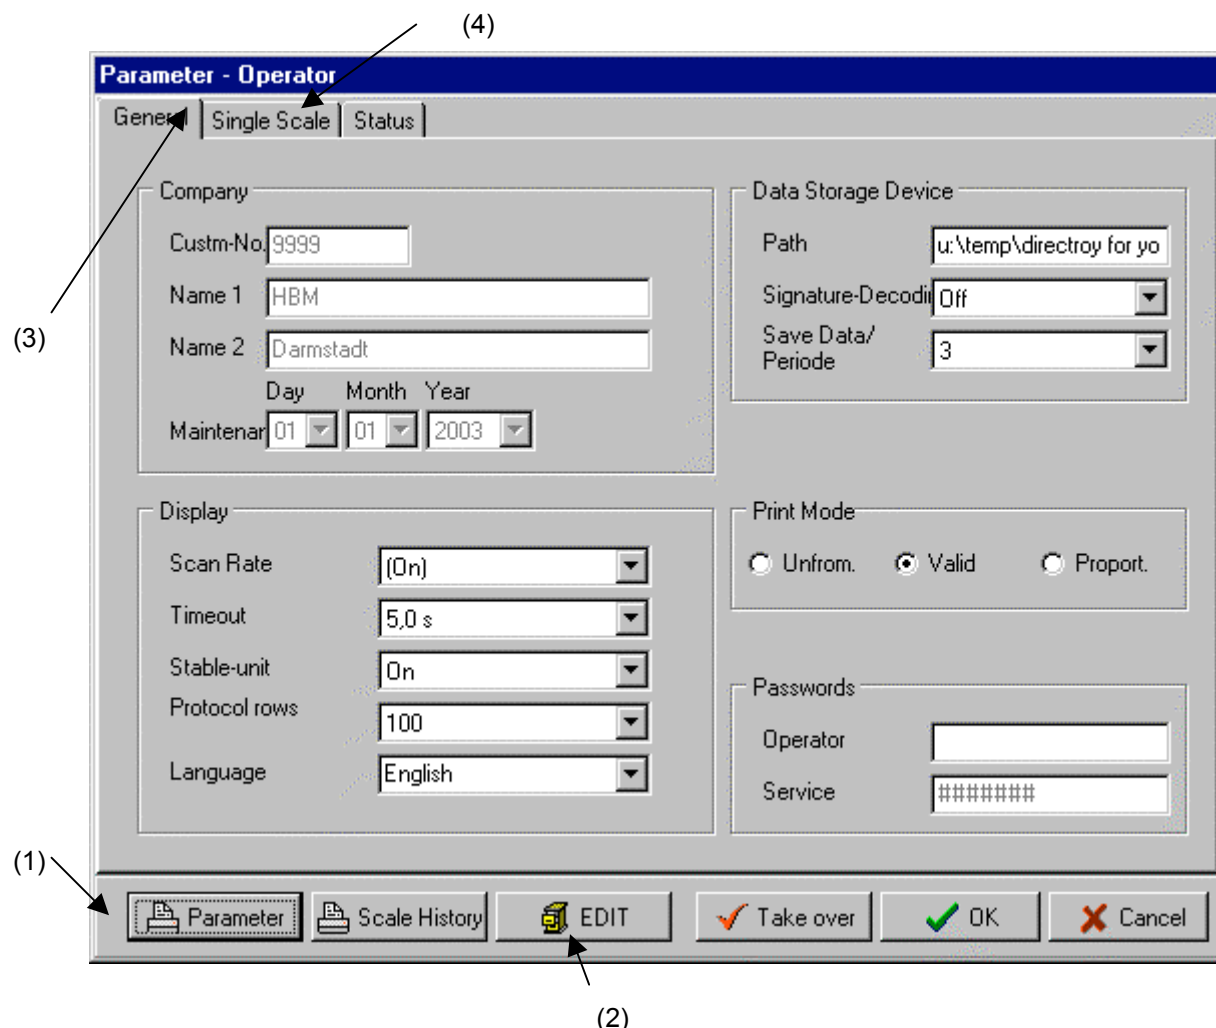 (4)
Parameter - Operator
General Single Scale Status
Company
Custm-No. 9999
Name 1 HBM
Name 2 Darmstadt
Day Month Year
Maintenar 01 01 2003
Data Storage Device
Path u:\temp\directroy for yo
Signature-Decodi Off
Save Data/
Periode 3
(3)
Display
Scan Rate (On)
Timeout 5,0 s
Stable-unit On
Protocol rows 100
Language English
Print Mode
Unfrom. Valid Proport.
Passwords
Operator
Service #######
(1)
Parameter Scale History EDIT Take over OK Cancel
(2)